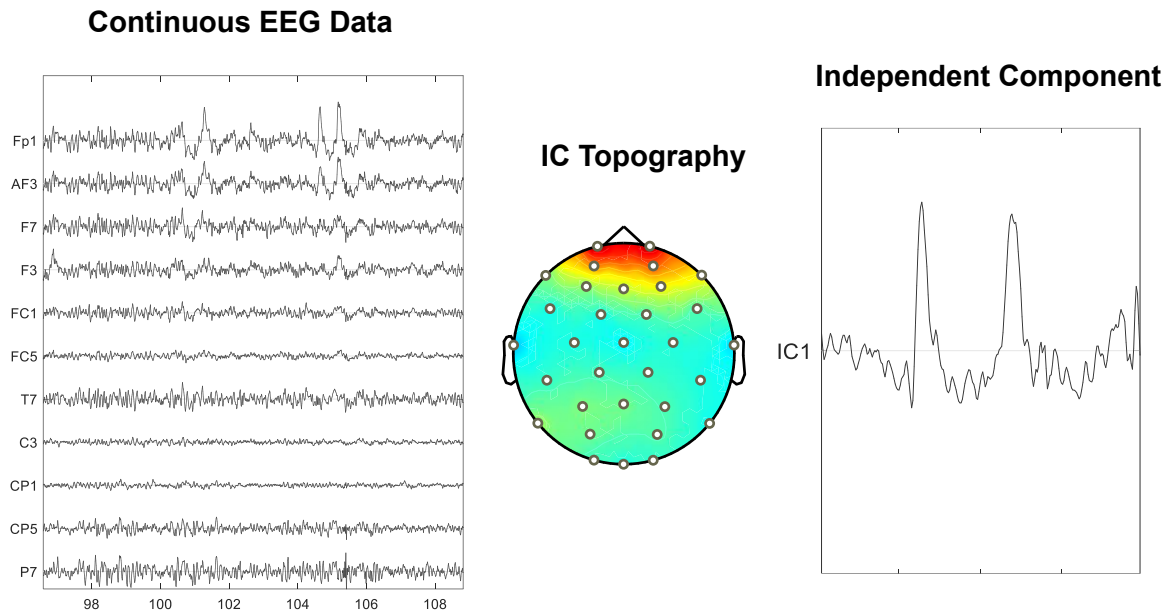 Continuous EEG Data
Independent Component
IC Topography
Fp1
AF3
F7
F3
FC1
FC5
T7
C3
CP1
CP5
P7
98 100 102 104 106 108
IC1